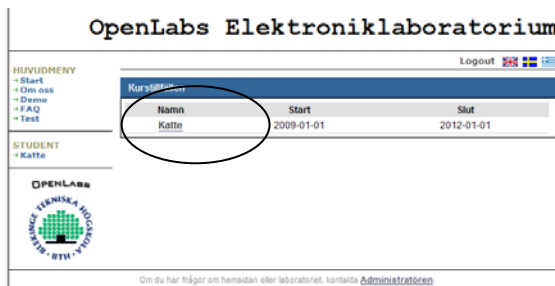 OpenLabs Elektroniklaboratorium
Logout
HUVUDMENY
Start
Om oss
Demo
FAQ
Test
STUDENT
Katte
Kurstillfällen
Namn Start Slut
Katte 2009-01-01 2012-01-01
OPENLABS
BLEKINGE TEKNISKA HÖGSKOLA · BTH ·
Om du har frågor om hemsidan eller laboratoriet, kontakta Administratören.